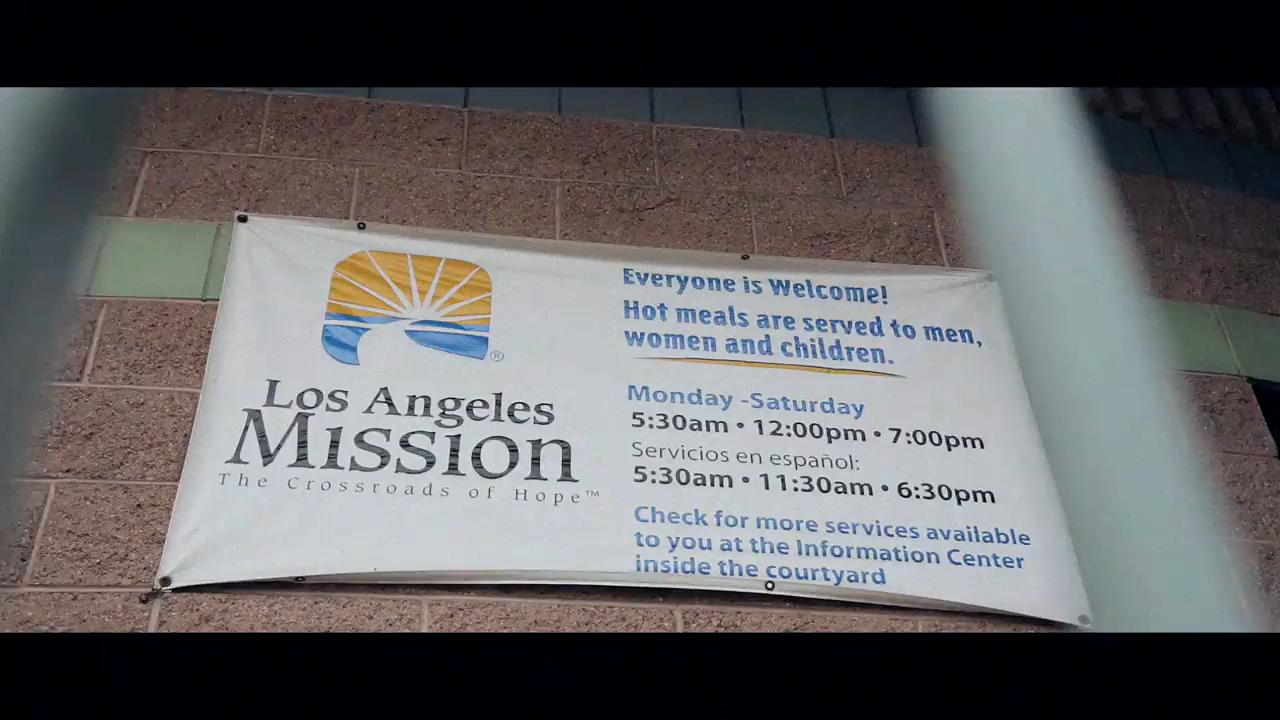 Los Angeles
Mission
The Crossroads of Hope™
®
Everyone is Welcome!
Hot meals are served to men,
women and children.
Monday -Saturday
5:30am • 12:00pm • 7:00pm
Servicios en español:
5:30am • 11:30am • 6:30pm
Check for more services available
to you at the Information Center
inside the courtyard